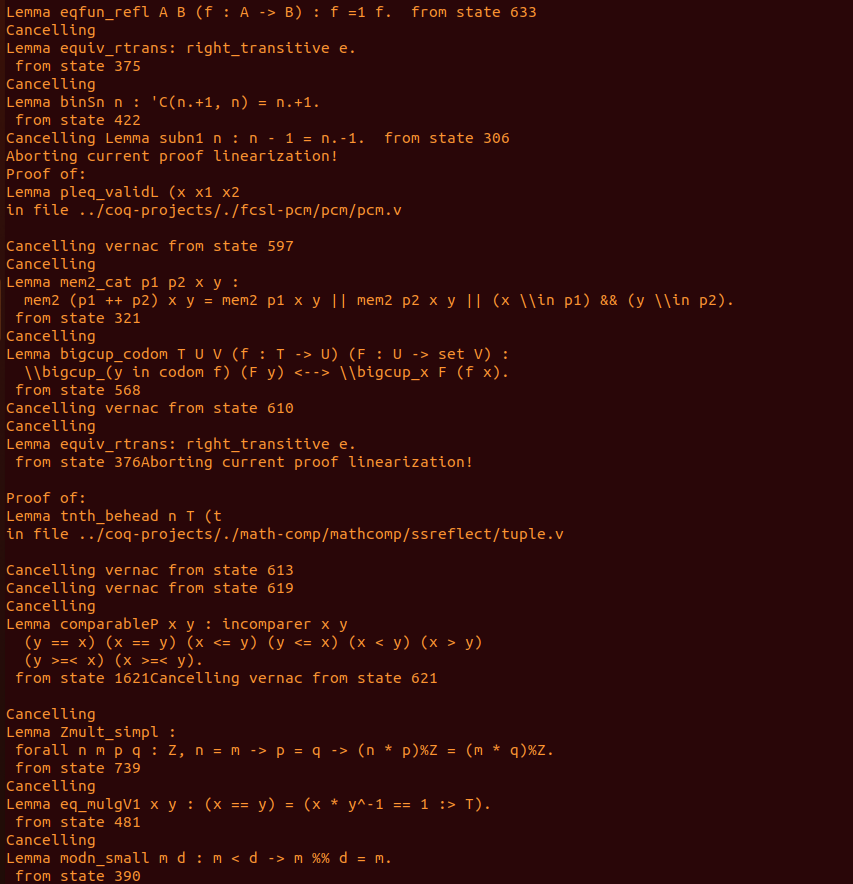 Lemma eqfun_refl A B (f : A -> B) : f =1 f.  from state 633
Cancelling
Lemma equiv_rtrans: right_transitive e.
 from state 375
Cancelling
Lemma binSn n : 'C(n.+1, n) = n.+1.
 from state 422
Cancelling Lemma subn1 n : n - 1 = n.-1.  from state 306
Aborting current proof linearization!
Proof of:
Lemma pleq_validL (x x1 x2
in file ../coq-projects/./fcsl-pcm/pcm/pcm.v

Cancelling vernac from state 597
Cancelling
Lemma mem2_cat p1 p2 x y :
  mem2 (p1 ++ p2) x y = mem2 p1 x y || mem2 p2 x y || (x \\in p1) && (y \\in p2).
 from state 321
Cancelling
Lemma bigcup_codom T U V (f : T -> U) (F : U -> set V) :
  \\bigcup_(y in codom f) (F y) <--> \\bigcup_x F (f x).
 from state 568
Cancelling vernac from state 610
Cancelling
Lemma equiv_rtrans: right_transitive e.
 from state 376Aborting current proof linearization!

Proof of:
Lemma tnth_behead n T (t
in file ../coq-projects/./math-comp/mathcomp/ssreflect/tuple.v

Cancelling vernac from state 613
Cancelling vernac from state 619
Cancelling
Lemma comparableP x y : incomparer x y
  (y == x) (x == y) (x <= y) (y <= x) (x < y) (x > y)
  (y >=< x) (x >=< y).
 from state 1621Cancelling vernac from state 621

Cancelling
Lemma Zmult_simpl :
 forall n m p q : Z, n = m -> p = q -> (n * p)%Z = (m * q)%Z.
 from state 739
Cancelling
Lemma eq_mulgV1 x y : (x == y) = (x * y^-1 == 1 :> T).
 from state 481
Cancelling
Lemma modn_small m d : m < d -> m %% d = m.
 from state 390